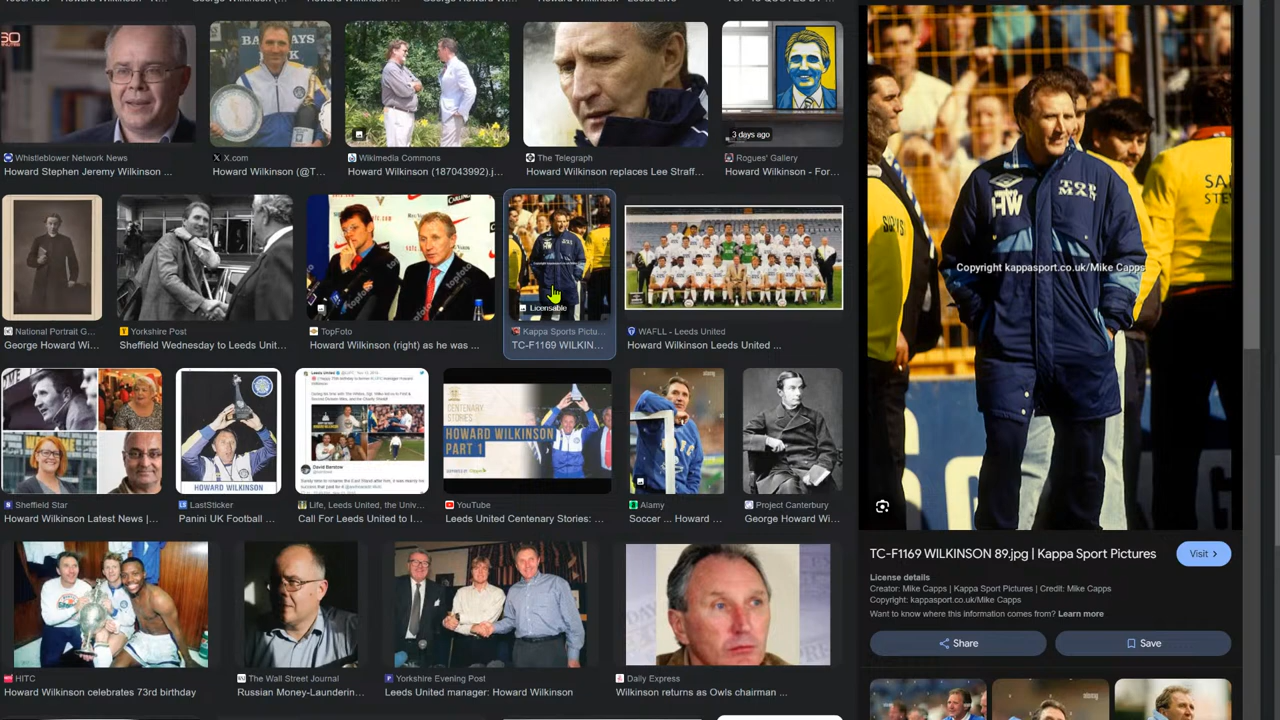 60
MINUTES
BARCLAYS
3 days ago
Whistleblower Network News
Howard Stephen Jeremy Wilkinson ...
X.com
Howard Wilkinson (@T...
Wikimedia Commons
Howard Wilkinson (187043992).j...
The Telegraph
Howard Wilkinson replaces Lee Straff...
Rogues' Gallery
Howard Wilkinson - For...
Licensable
National Portrait G...
George Howard Wi...
Yorkshire Post
Sheffield Wednesday to Leeds Unit...
TopFoto
Howard Wilkinson (right) as he was ...
Kappa Sports Pictu...
TC-F1169 WILKIN...
WAFLL - Leeds United
Howard Wilkinson Leeds United ...
HOWARD WILKINSON
CENTENARY
STORIES
HOWARD WILKINSON
PART 1
Sheffield Star
Howard Wilkinson Latest News |...
LastSticker
Panini UK Football ...
Life, Leeds United, the Univ...
Call For Leeds United to I...
YouTube
Leeds United Centenary Stories: ...
Alamy
Soccer ... Howard ...
Project Canterbury
George Howard Wi...
HITC
Howard Wilkinson celebrates 73rd birthday
The Wall Street Journal
Russian Money-Launderin...
Yorkshire Evening Post
Leeds United manager: Howard Wilkinson
Daily Express
Wilkinson returns as Owls chairman ...
HW
TOP
MAN
Copyright kappasport.co.uk/Mike Capps
TC-F1169 WILKINSON 89.jpg | Kappa Sport Pictures
Visit
License details
Creator: Mike Capps | Kappa Sport Pictures | Credit: Mike Capps
Copyright: kappasport.co.uk/Mike Capps
Want to know where this information comes from? Learn more
Share
Save